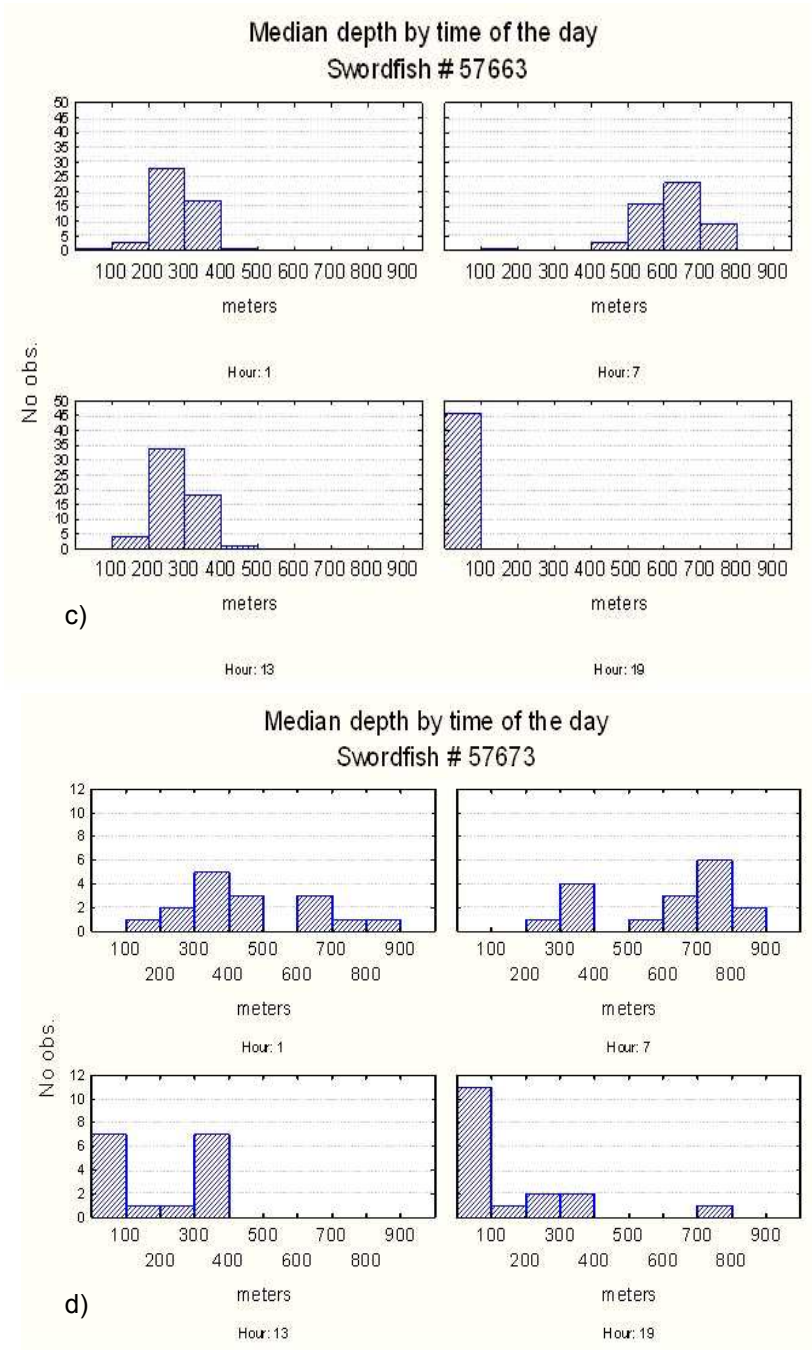 Median depth by time of the day
Swordfish # 57663
50
45
40
35
30
25
20
15
10
5
0
100 200 300 400 500 600 700 800 900
100 200 300 400 500 600 700 800 900
meters
meters
Hour: 1
Hour: 7
No obs.
50
45
40
35
30
25
20
15
10
5
0
100 200 300 400 500 600 700 800 900
100 200 300 400 500 600 700 800 900
meters
meters
c)
Hour: 13
Hour: 19
Median depth by time of the day
Swordfish # 57673
12
10
8
6
4
2
0
100 300 500 700 900
200 400 600 800
100 300 500 700 900
200 400 600 800
meters
meters
Hour: 1
Hour: 7
No obs.
12
10
8
6
4
2
0
100 300 500 700 900
200 400 600 800
100 300 500 700 900
200 400 600 800
meters
meters
d)
Hour: 13
Hour: 19